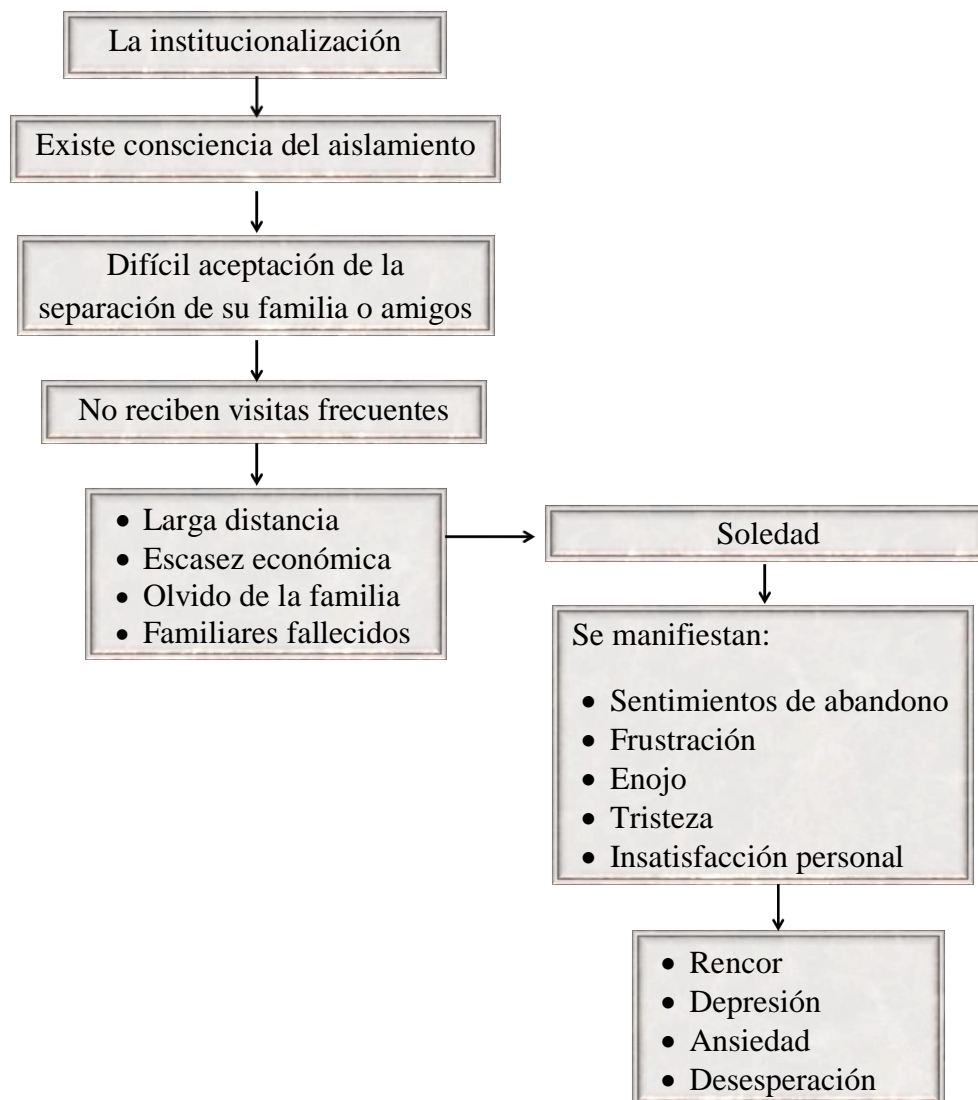 La institucionalización
Existe consciencia del aislamiento
Difícil aceptación de la
separación de su familia o amigos
No reciben visitas frecuentes
• Larga distancia
• Escasez económica
• Olvido de la familia
• Familiares fallecidos
Soledad
Se manifiestan:
• Sentimientos de abandono
• Frustración
• Enojo
• Tristeza
• Insatisfacción personal
• Rencor
• Depresión
• Ansiedad
• Desesperación